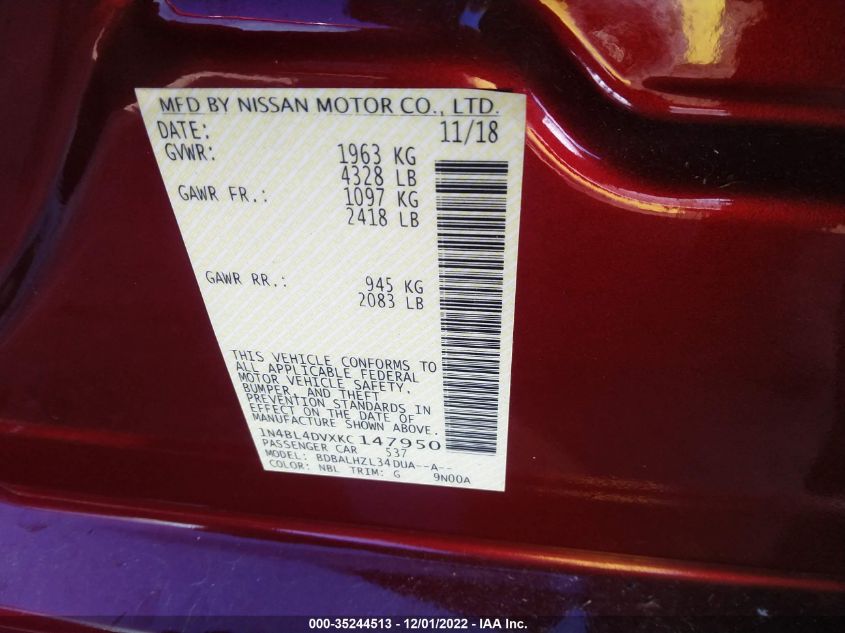 MFD BY NISSAN MOTOR CO., LTD.
DATE: 11/18
GVWR: 1963 KG
4328 LB
GAWR FR.: 1097 KG
2418 LB
GAWR RR.: 945 KG
2083 LB
THIS VEHICLE CONFORMS TO
ALL APPLICABLE FEDERAL
MOTOR VEHICLE SAFETY,
BUMPER, AND THEFT
PREVENTION STANDARDS IN
EFFECT ON THE DATE OF
MANUFACTURE SHOWN ABOVE.
1N4BL4DVXKC147950
PASSENGER CAR 537
MODEL: BDBALHZL34DUA--A--
COLOR: NBL TRIM: G 9N00A
000-35244513 - 12/01/2022 - IAA Inc.